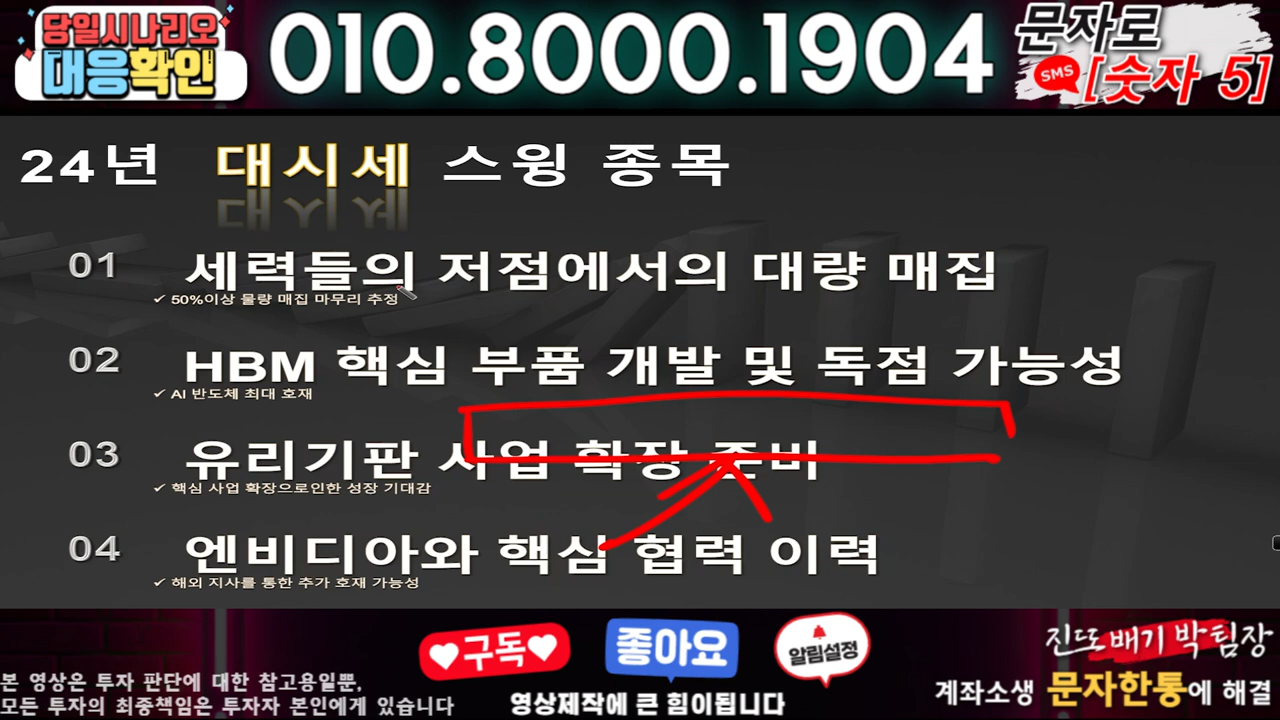 당일시나리오
대응확인
010.8000.1904
문자로
SMS [숫자 5]
24년 대시세 스윙 종목
01 세력들의 저점에서의 대량 매집
✓ 50%이상 물량 매집 마무리 추정
02 HBM 핵심 부품 개발 및 독점 가능성
✓ AI 반도체 최대 호재
03 유리기판 사업 확장 준비
✓ 핵심 사업 확장으로인한 성장 기대감
04 엔비디아와 핵심 협력 이력
✓ 해외 지사를 통한 추가 호재 가능성
구독
좋아요
알림설정
영상제작에 큰 힘이됩니다
본 영상은 투자 판단에 대한 참고용일뿐,
모든 투자의 최종책임은 투자자 본인에게 있습니다
진또배기 박팀장
계좌소생 문자한통에 해결